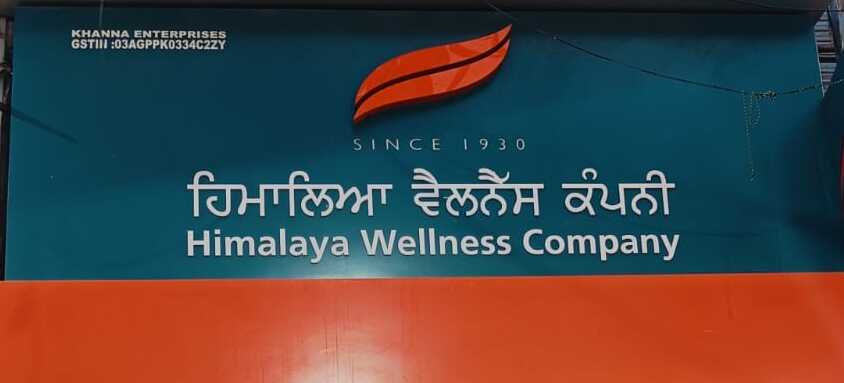 KHANNA ENTERPRISES
GSTIN :03AGPPK0334C2ZY
SINCE 1930
ਹਿਮਾਲਿਆ ਵੈਲਨੈੱਸ ਕੰਪਨੀ
Himalaya Wellness Company